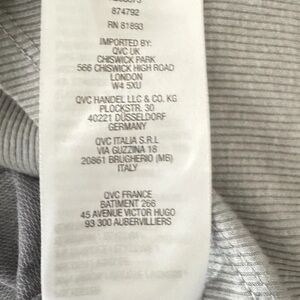 874792
RN 81893
IMPORTED BY:
QVC UK
CHISWICK PARK
566 CHISWICK HIGH ROAD
LONDON
W4 5XU
QVC HANDEL LLC & CO. KG
PLOCKSTR. 30
40221 DÜSSELDORF
GERMANY
QVC ITALIA S.R.L
VIA GUZZINA 18
20861 BRUGHERIO (MB)
ITALY
QVC FRANCE
BATIMENT 266
45 AVENUE VICTOR HUGO
93 300 AUBERVILLIERS